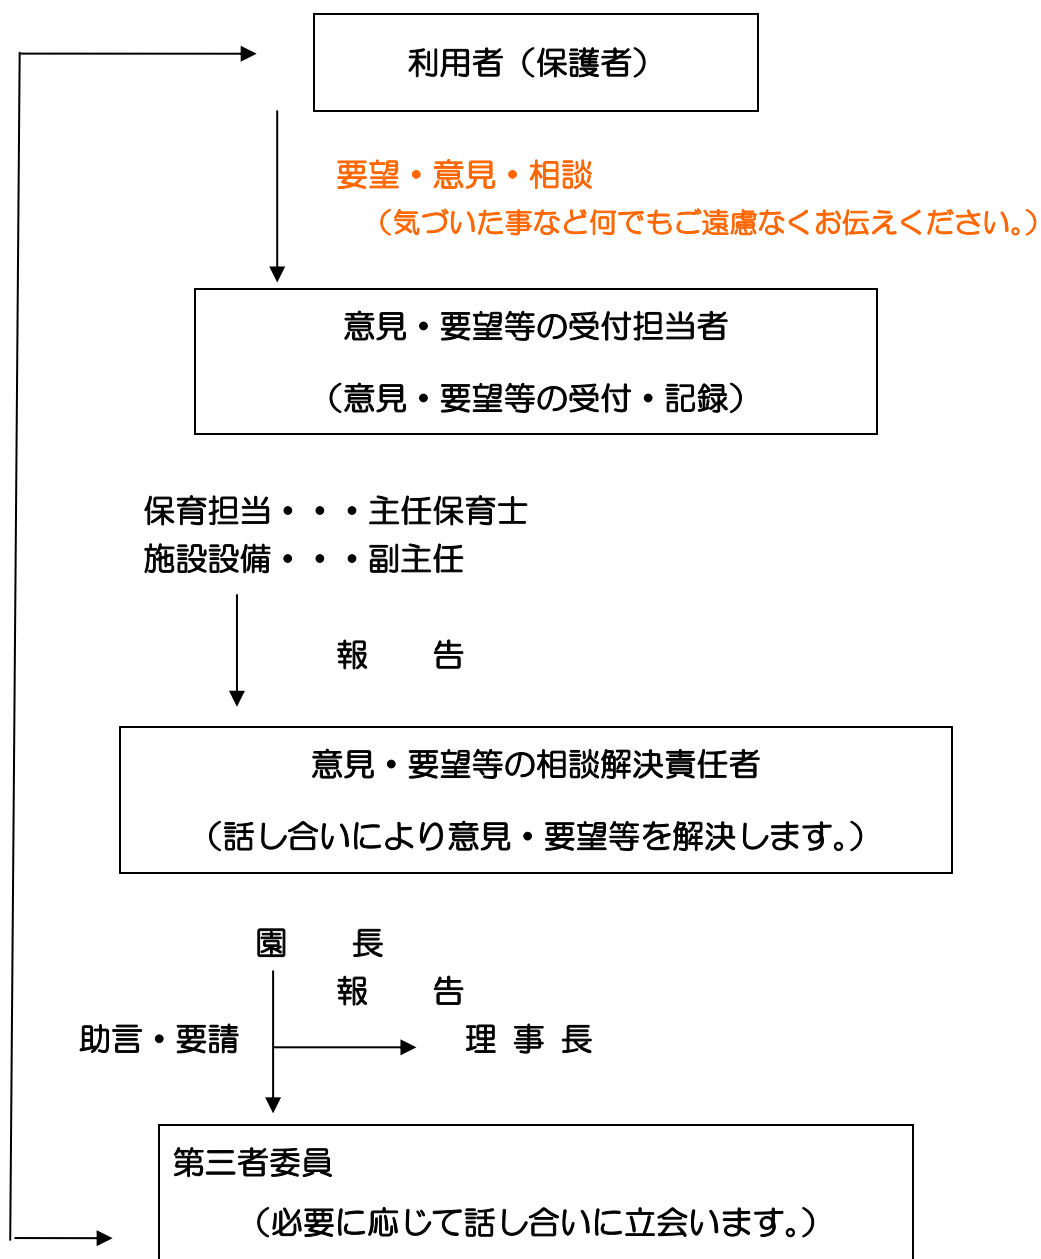 利用者（保護者）
要望・意見・相談
（気づいた事など何でもご遠慮なくお伝えください。）
意見・要望等の受付担当者
（意見・要望等の受付・記録）
保育担当・・・主任保育士
施設設備・・・副主任
報　　告
意見・要望等の相談解決責任者
（話し合いにより意見・要望等を解決します。）
園　　長
報　　告
助言・要請　　　　　　　理 事 長
第三者委員
（必要に応じて話し合いに立会います。）